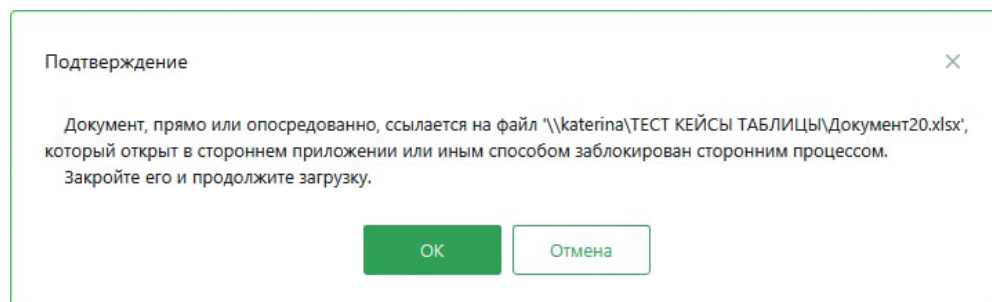 Подтверждение
Документ, прямо или опосредованно, ссылается на файл '\\katerina\ТЕСТ КЕЙСЫ ТАБЛИЦЫ\Документ20.xlsx',
который открыт в стороннем приложении или иным способом заблокирован сторонним процессом.
Закройте его и продолжите загрузку.
ОК
Отмена